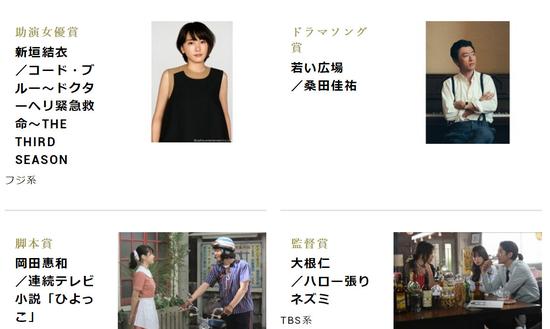 助演女優賞
新垣結衣
／コード・ブ
ルー～ドクタ
ーヘリ緊急救
命～THE
THIRD
SEASON
フジ系
ドラマソング
賞
若い広場
／桑田佳祐
脚本賞
岡田惠和
／連続テレビ
小説「ひよっ
こ」
監督賞
大根仁
／ハロー張り
ネズミ
TBS系